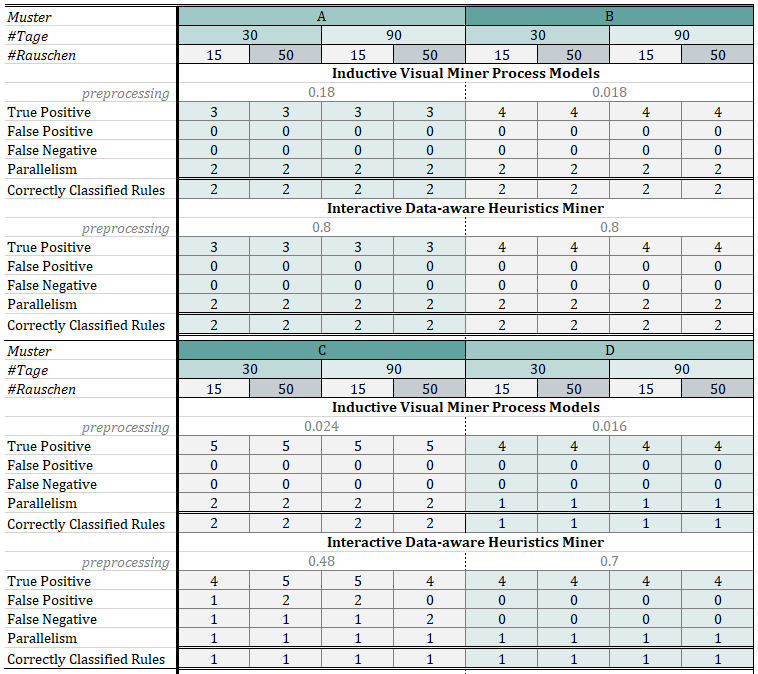 Muster A B
#Tage 30 90 30 90
#Rauschen 15 50 15 50 15 50 15 50
Inductive Visual Miner Process Models
preprocessing 0.18 0.018
True Positive 3 3 3 3 4 4 4 4
False Positive 0 0 0 0 0 0 0 0
False Negative 0 0 0 0 0 0 0 0
Parallelism 2 2 2 2 2 2 2 2
Correctly Classified Rules 2 2 2 2 2 2 2 2
Interactive Data-aware Heuristics Miner
preprocessing 0.8 0.8
True Positive 3 3 3 3 4 4 4 4
False Positive 0 0 0 0 0 0 0 0
False Negative 0 0 0 0 0 0 0 0
Parallelism 2 2 2 2 2 2 2 2
Correctly Classified Rules 2 2 2 2 2 2 2 2
Muster C D
#Tage 30 90 30 90
#Rauschen 15 50 15 50 15 50 15 50
Inductive Visual Miner Process Models
preprocessing 0.024 0.016
True Positive 5 5 5 5 4 4 4 4
False Positive 0 0 0 0 0 0 0 0
False Negative 0 0 0 0 0 0 0 0
Parallelism 2 2 2 2 1 1 1 1
Correctly Classified Rules 2 2 2 2 1 1 1 1
Interactive Data-aware Heuristics Miner
preprocessing 0.48 0.7
True Positive 4 5 5 4 4 4 4 4
False Positive 1 2 2 0 0 0 0 0
False Negative 1 1 1 2 0 0 0 0
Parallelism 1 1 1 1 1 1 1 1
Correctly Classified Rules 1 1 1 1 1 1 1 1